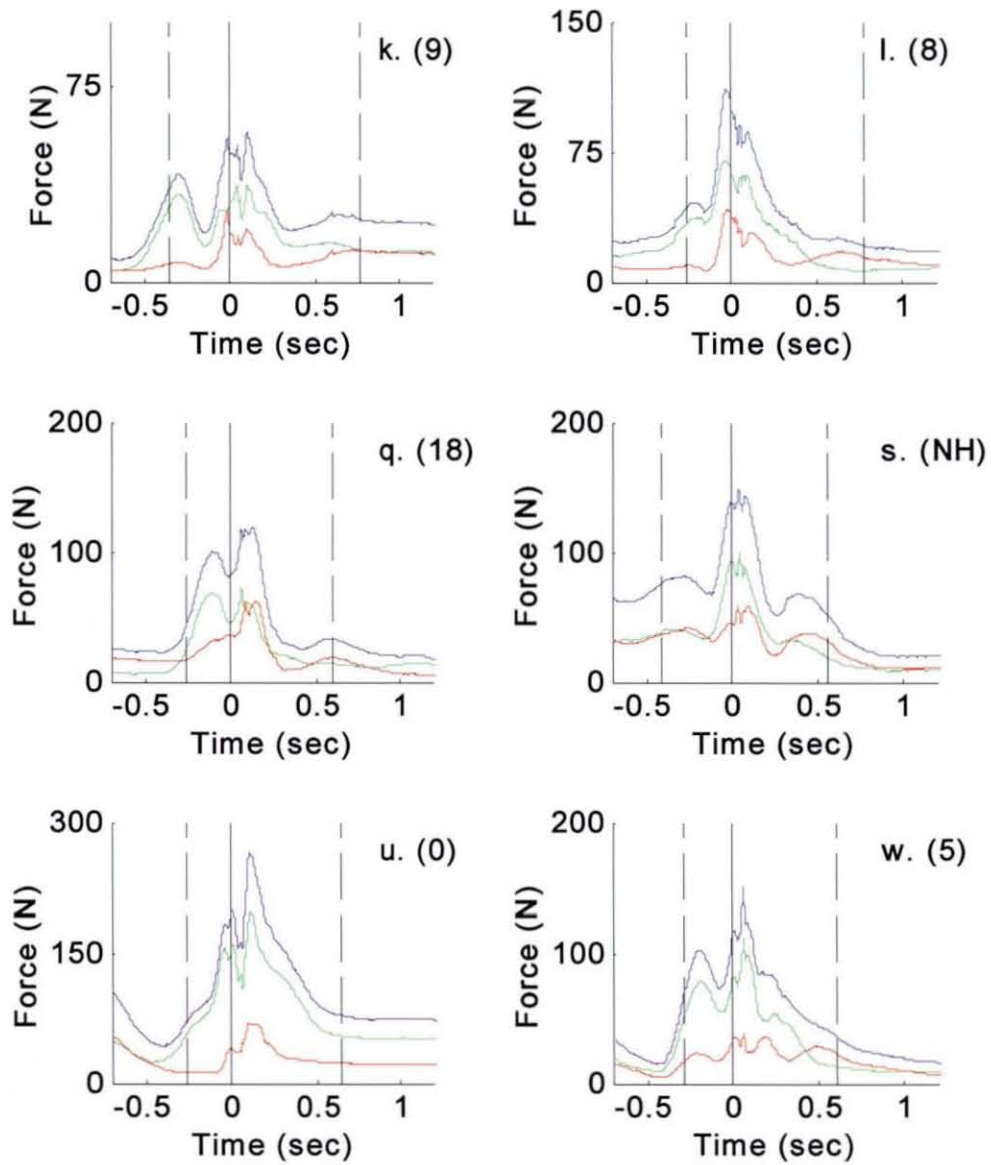 k. (9)
75
0
Force (N)
-0.5 0 0.5 1
Time (sec)
l. (8)
150
75
0
Force (N)
-0.5 0 0.5 1
Time (sec)
q. (18)
200
100
0
Force (N)
-0.5 0 0.5 1
Time (sec)
s. (NH)
200
100
0
Force (N)
-0.5 0 0.5 1
Time (sec)
u. (0)
300
150
0
Force (N)
-0.5 0 0.5 1
Time (sec)
w. (5)
200
100
0
Force (N)
-0.5 0 0.5 1
Time (sec)